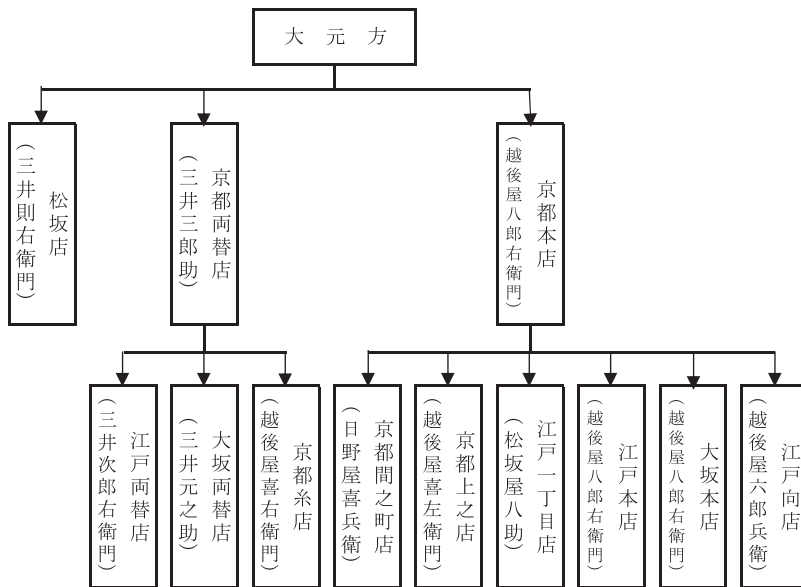 大元方
京都本店
(越後屋八郎右衛門)
京都両替店
(三井三郎助)
松坂店
(三井則右衛門)
江戸向店
(越後屋六郎兵衛)
大坂本店
(越後屋八郎右衛門)
江戸本店
(越後屋八郎右衛門)
江戸一丁目店
(松坂屋八助)
京都上之店
(越後屋喜左衛門)
京都間之町店
(日野屋喜兵衛)
京都糸店
(越後屋喜右衛門)
大坂両替店
(三井元之助)
江戸両替店
(三井次郎右衛門)